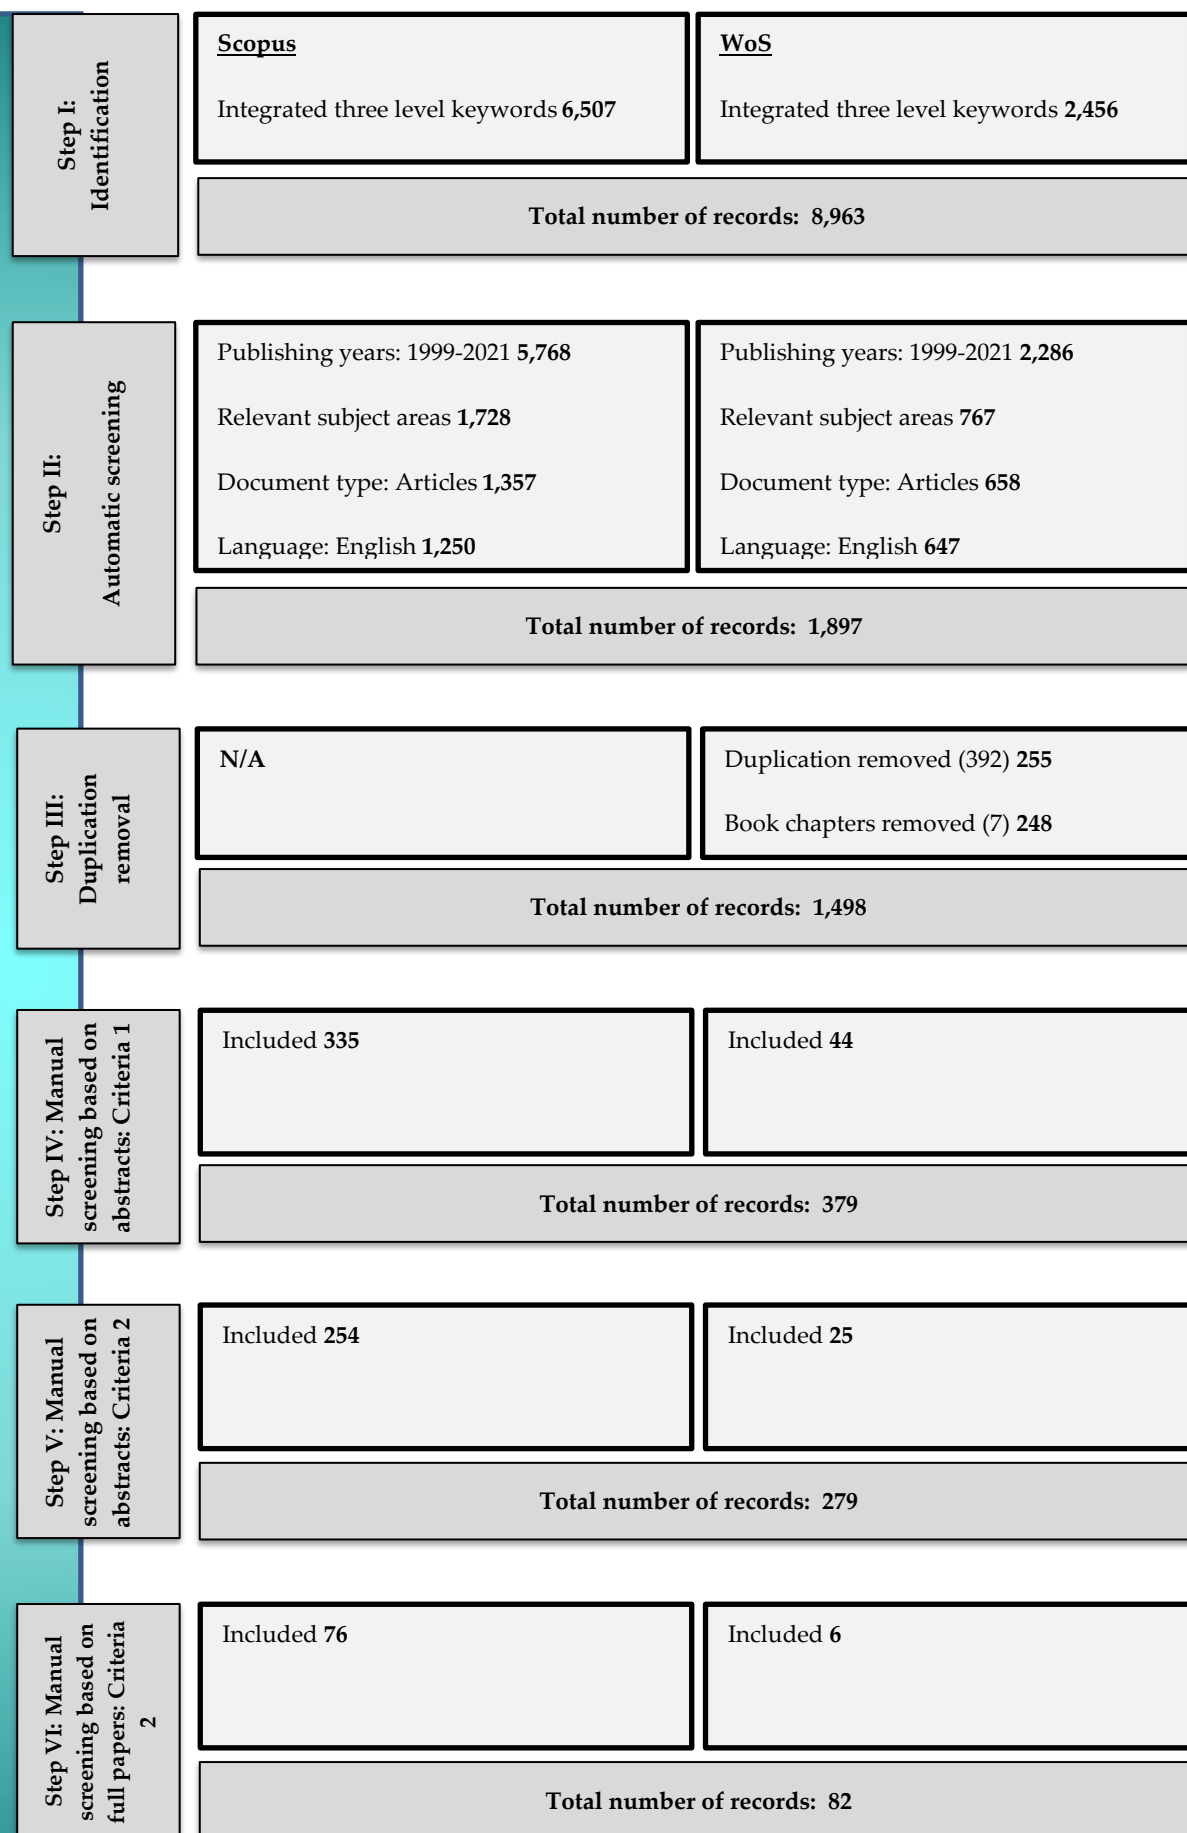 Step I:
Identification
Scopus
Integrated three level keywords 6,507
WoS
Integrated three level keywords 2,456
Total number of records: 8,963
Step II:
Automatic screening
Publishing years: 1999-2021 5,768
Relevant subject areas 1,728
Document type: Articles 1,357
Language: English 1,250
Publishing years: 1999-2021 2,286
Relevant subject areas 767
Document type: Articles 658
Language: English 647
Total number of records: 1,897
Step III:
Duplication
removal
N/A
Duplication removed (392) 255
Book chapters removed (7) 248
Total number of records: 1,498
Step IV: Manual
screening based on
abstracts: Criteria 1
Included 335
Included 44
Total number of records: 379
Step V: Manual
screening based on
abstracts: Criteria 2
Included 254
Included 25
Total number of records: 279
Step VI: Manual
screening based on
full papers: Criteria
2
Included 76
Included 6
Total number of records: 82